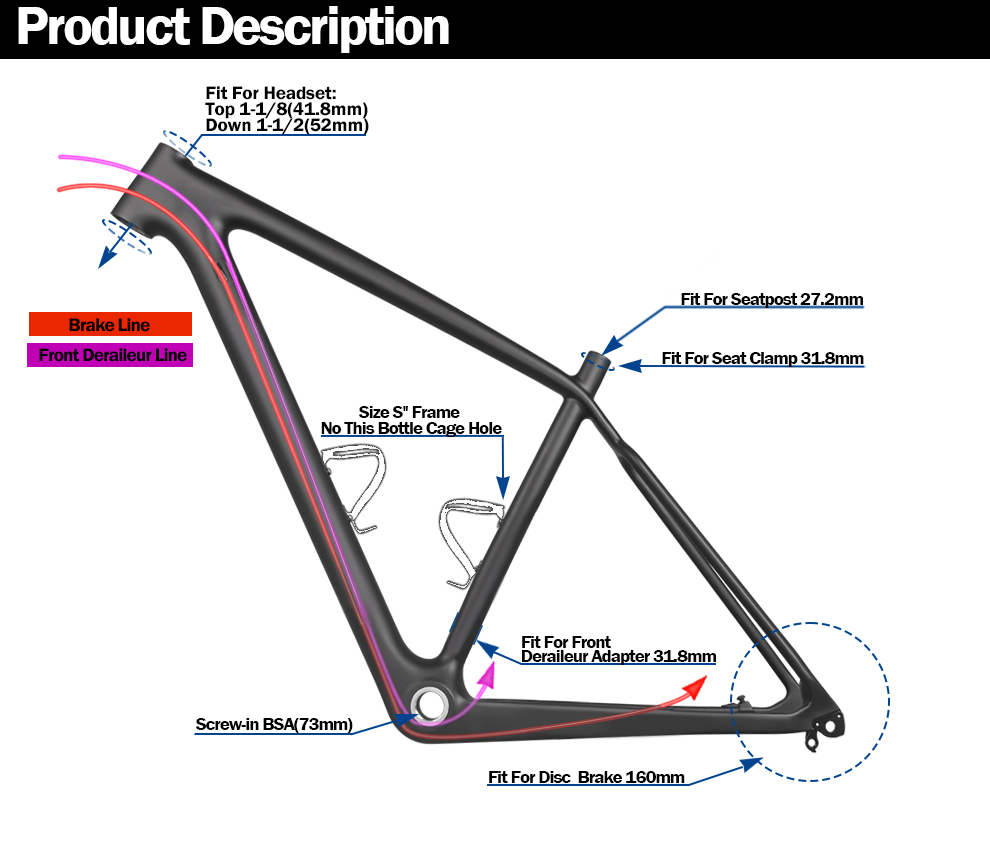 Product Description
Fit For Headset:
Top 1-1/8(41.8mm)
Down 1-1/2(52mm)
Fit For Seatpost 27.2mm
Brake Line
Front Deraileur Line
Fit For Seat Clamp 31.8mm
Size S" Frame
No This Bottle Cage Hole
Fit For Front
Deraileur Adapter 31.8mm
Screw-in BSA(73mm)
Fit For Disc Brake 160mm